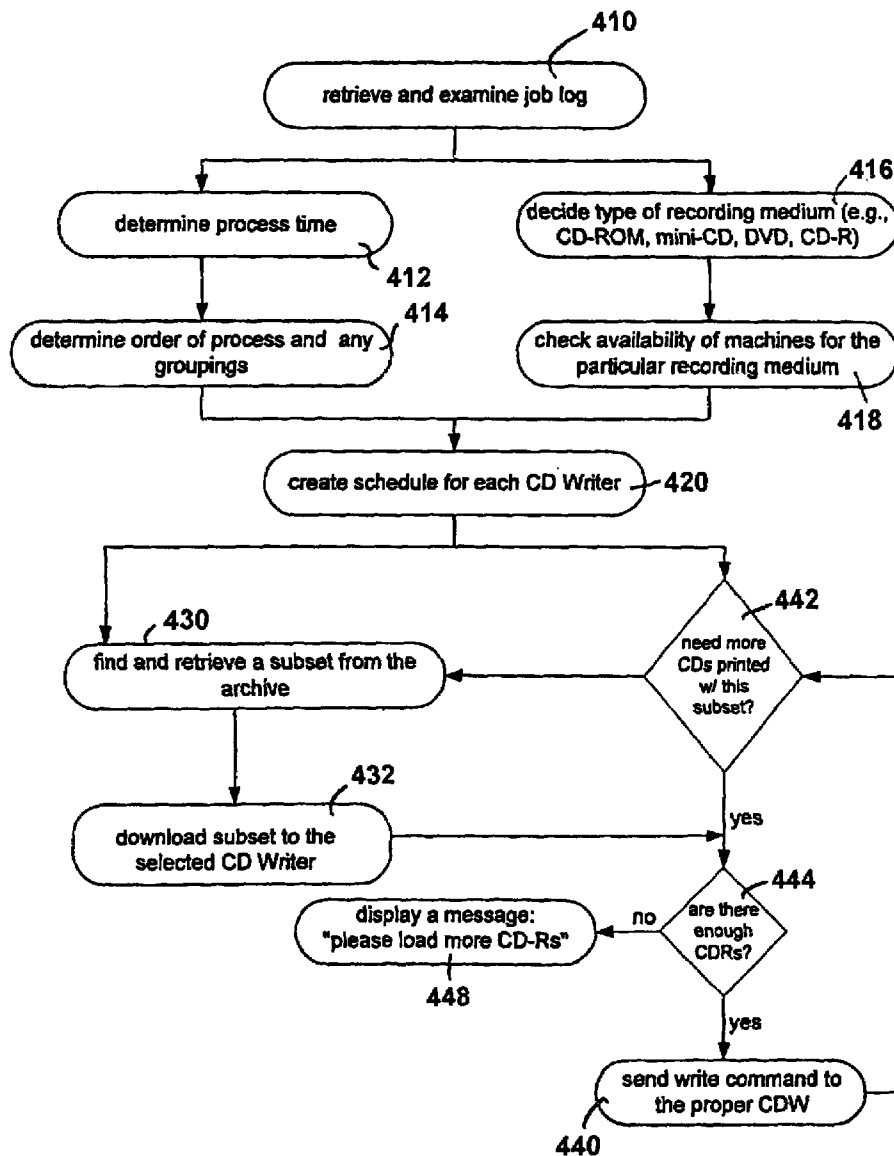 410
retrieve and examine job log
determine process time
412
416
decide type of recording medium (e.g.,
CD-ROM, mini-CD, DVD, CD-R)
414
determine order of process and any
groupings
check availability of machines for the
particular recording medium
418
create schedule for each CD Writer
420
430
find and retrieve a subset from the
archive
442
need more
CDs printed
w/ this
subset?
432
download subset to the
selected CD Writer
yes
444
are there
enough
CDRs?
no
display a message:
"please load more CD-Rs"
448
yes
send write command to
the proper CDW
440